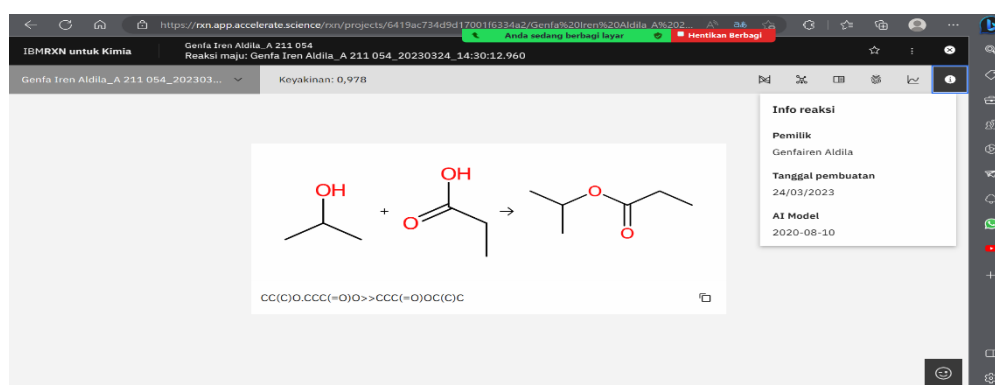 https://rxn.app.accelerate.science/rxn/projects/6419ac734d9d17001f6334a2/Genfa%20Iren%20Aldila_A%202...
Anda sedang berbagi layar
Hentikan Berbagi
IBMRXN untuk Kimia
Genfa Iren Aldila_A 211 054
Reaksi maju: Genfa Iren Aldila_A 211 054_20230324_14:30:12.960
Genfa Iren Aldila_A 211 054_202303...
Keyakinan: 0,978
Info reaksi
Pemilik
Genfairen Aldila
Tanggal pembuatan
24/03/2023
AI Model
2020-08-10
OH
+
OH
O
→
O
O
CC(C)O.CCC(=O)O>>CCC(=O)OC(C)C